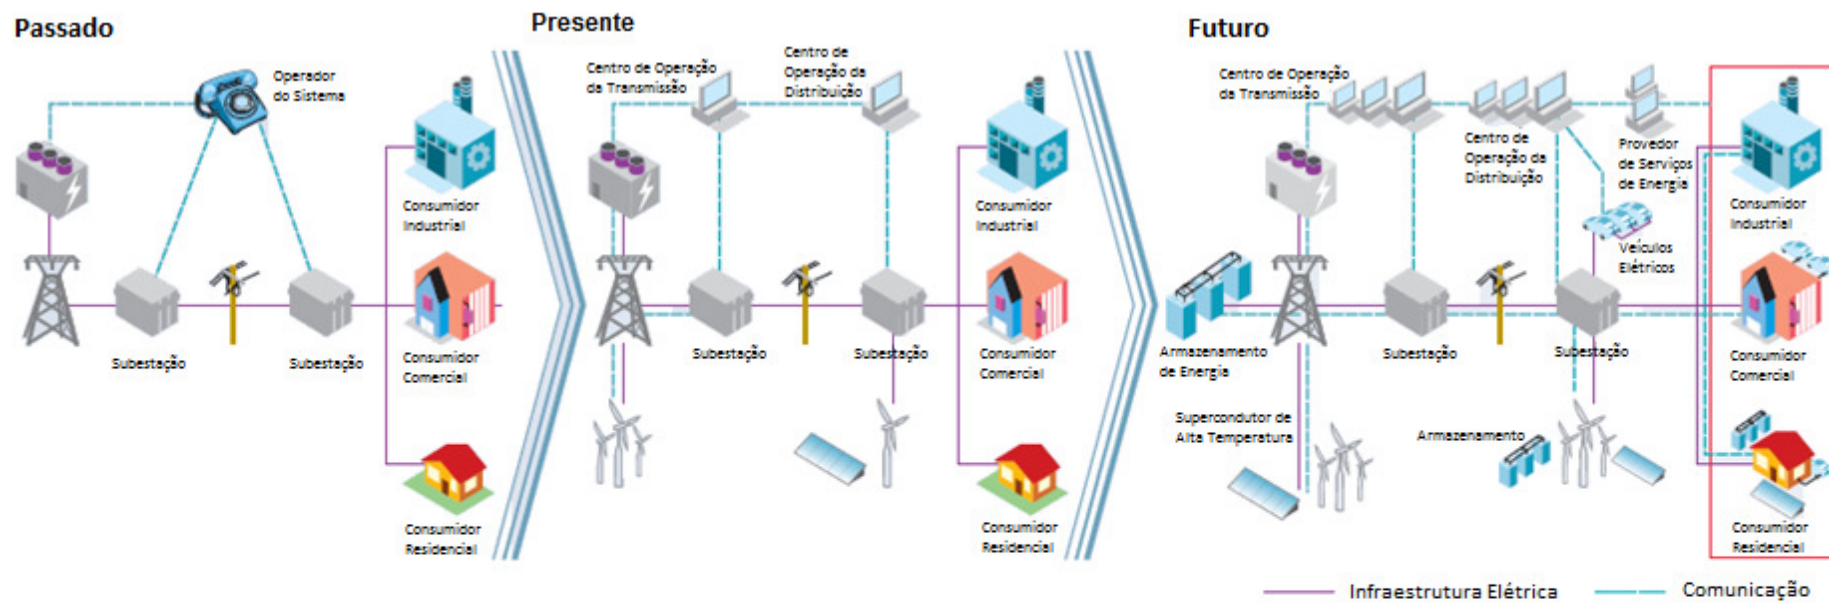 Passado
Operador
do Sistema
Consumidor
Industrial
Subestação
Subestação
Consumidor
Comercial
Consumidor
Residencial
Presente
Centro de Operação
da Transmissão
Centro de
Operação da
Distribuição
Consumidor
Industrial
Subestação
Subestação
Consumidor
Comercial
Consumidor
Residencial
Futuro
Centro de Operação
da Transmissão
Centro de
Operação da
Distribuição
Provedor
de Serviços
de Energia
Consumidor
Industrial
Veículos
Elétricos
Armazenamento
de Energia
Subestação
Subestação
Consumidor
Comercial
Supercondutor de
Alta Temperatura
Armazenamento
Consumidor
Residencial
Infraestrutura Elétrica
Comunicação